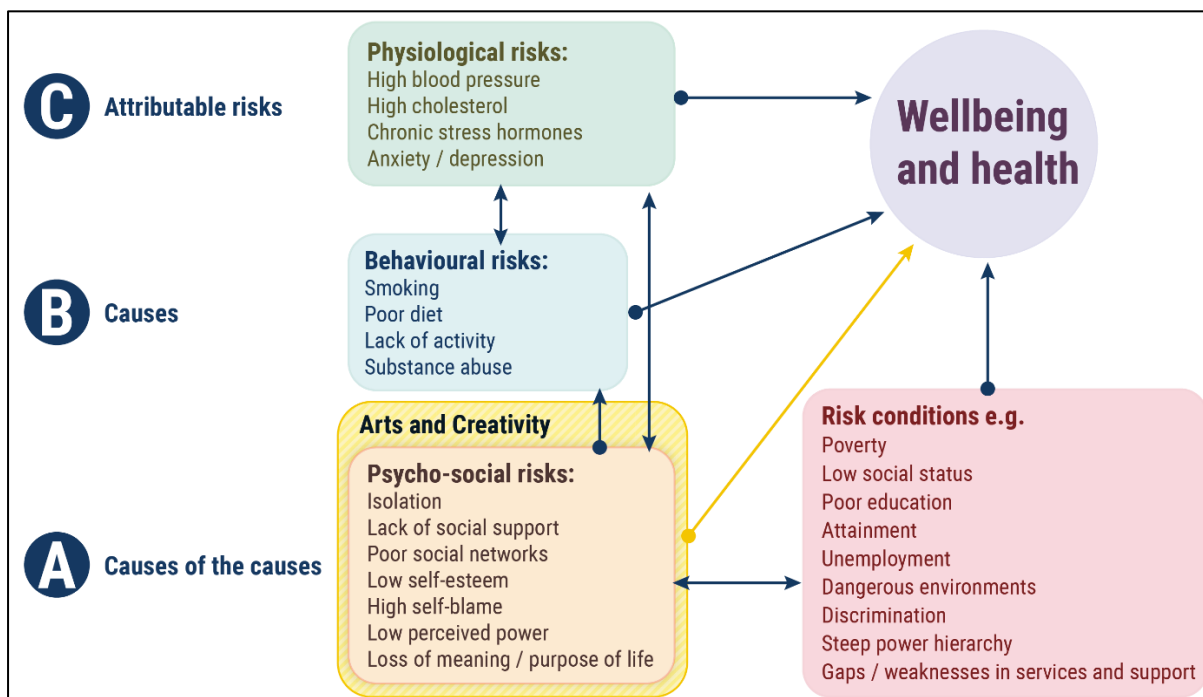 C
Attributable risks
Physiological risks:
High blood pressure
High cholesterol
Chronic stress hormones
Anxiety / depression
Wellbeing
and health
B
Causes
Behavioural risks:
Smoking
Poor diet
Lack of activity
Substance abuse
A
Causes of the causes
Arts and Creativity
Psycho-social risks:
Isolation
Lack of social support
Poor social networks
Low self-esteem
High self-blame
Low perceived power
Loss of meaning / purpose of life
Risk conditions e.g.
Poverty
Low social status
Poor education
Attainment
Unemployment
Dangerous environments
Discrimination
Steep power hierarchy
Gaps / weaknesses in services and support